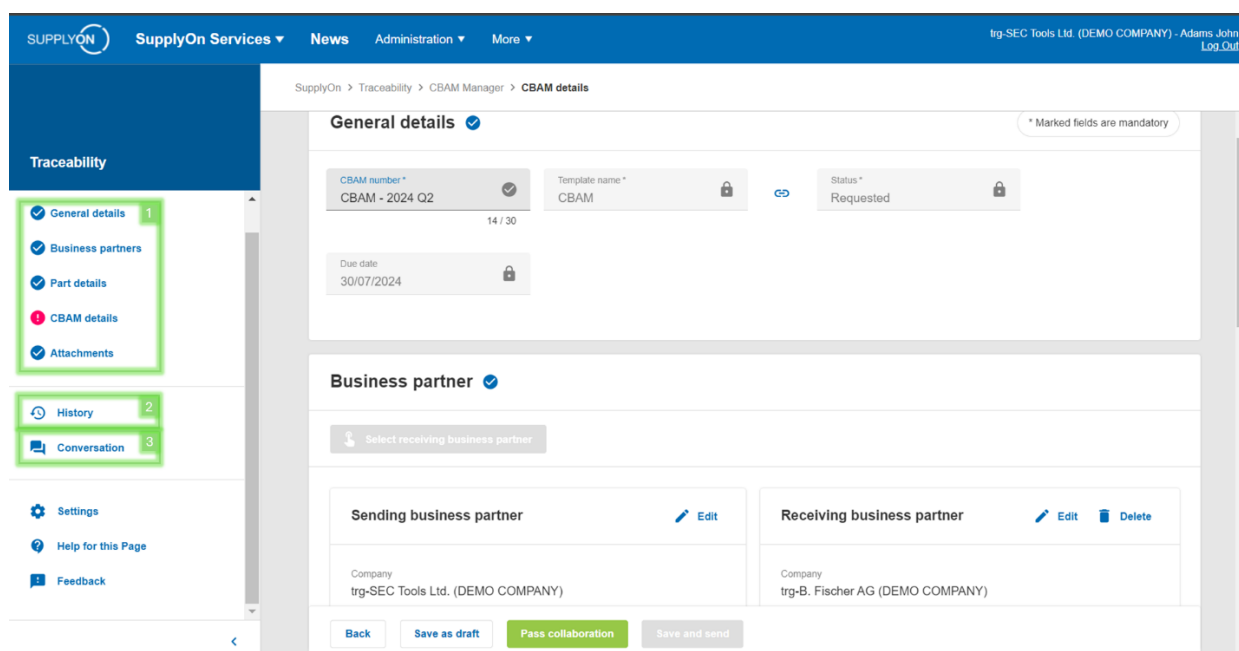 SUPPLYON SupplyOn Services ▾ News Administration ▾ More ▾
trg-SEC Tools Ltd. (DEMO COMPANY) - Adams John
Log Out
SupplyOn > Traceability > CBAM Manager > CBAM details
Traceability
General details 1
Business partners
Part details
CBAM details
Attachments
History 2
Conversation 3
Settings
Help for this Page
Feedback
General details
* Marked fields are mandatory
CBAM number *
CBAM - 2024 Q2
14 / 30
Template name *
CBAM
Status *
Requested
Due date
30/07/2024
Business partner
Select receiving business partner
Sending business partner Edit
Company
trg-SEC Tools Ltd. (DEMO COMPANY)
Receiving business partner Edit Delete
Company
trg-B. Fischer AG (DEMO COMPANY)
Back Save as draft Pass collaboration Save and send